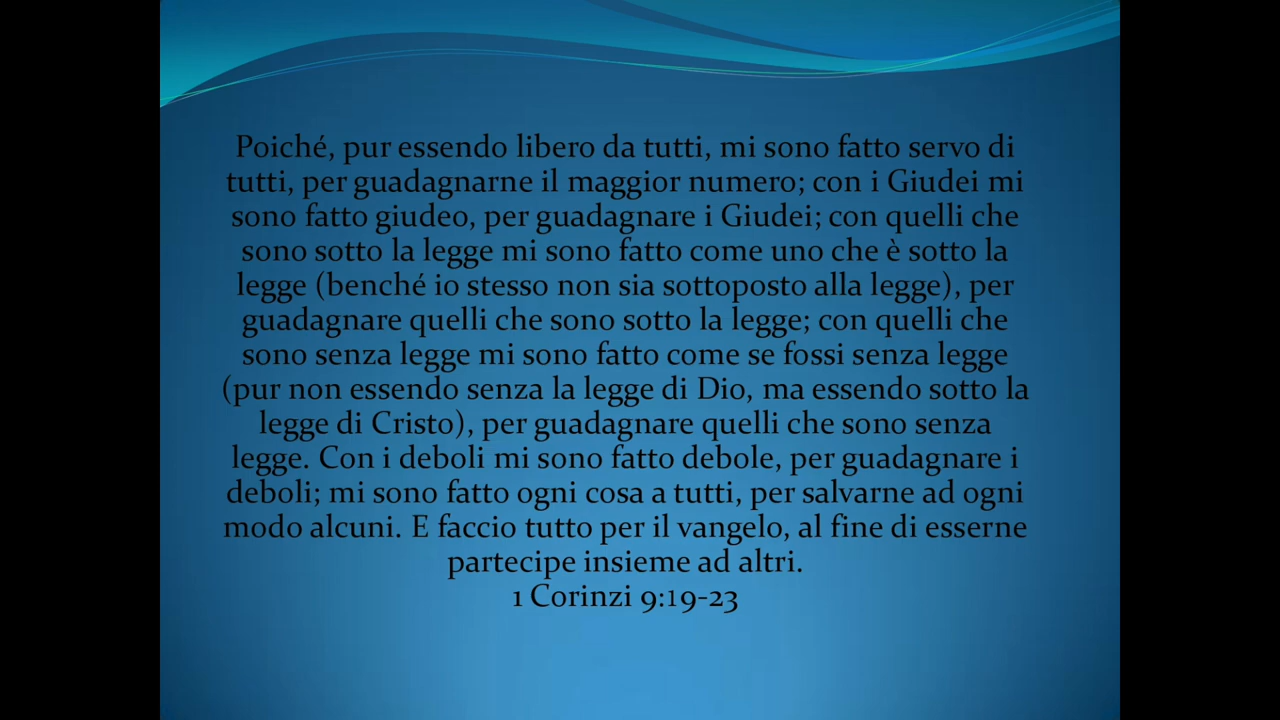 Poiché, pur essendo libero da tutti, mi sono fatto servo di
tutti, per guadagnarne il maggior numero; con i Giudei mi
sono fatto giudeo, per guadagnare i Giudei; con quelli che
sono sotto la legge mi sono fatto come uno che è sotto la
legge (benché io stesso non sia sottoposto alla legge), per
guadagnare quelli che sono sotto la legge; con quelli che
sono senza legge mi sono fatto come se fossi senza legge
(pur non essendo senza la legge di Dio, ma essendo sotto la
legge di Cristo), per guadagnare quelli che sono senza
legge. Con i deboli mi sono fatto debole, per guadagnare i
deboli; mi sono fatto ogni cosa a tutti, per salvarne ad ogni
modo alcuni. E faccio tutto per il vangelo, al fine di esserne
partecipe insieme ad altri.
1 Corinzi 9:19-23